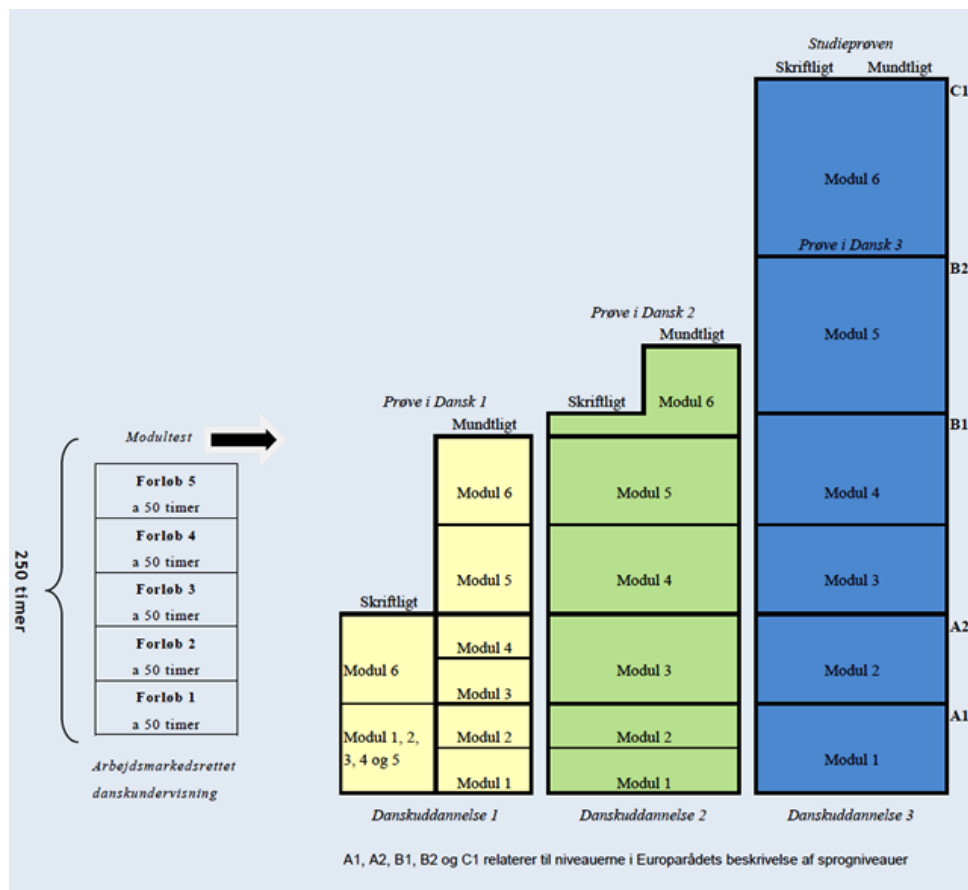 Studieprøven
Skriftligt Mundtligt
C1
Modul 6
Prøve i Dansk 3
B2
Modul 5
B1
Modul 4
Modul 3
A2
Modul 2
A1
Modul 1
Danskuddannelse 3
Prøve i Dansk 2
Mundtligt
Skriftligt
Modul 6
Modul 5
Modul 4
Modul 3
Modul 2
Modul 1
Danskuddannelse 2
Prøve i Dansk 1
Mundtligt
Modul 6
Modul 5
Modul 4
Modul 3
Modul 2
Modul 1
Skriftligt
Modul 6
Modul 1, 2,
3, 4 og 5
Danskuddannelse 1
Modultest
Forløb 5
a 50 timer
Forløb 4
a 50 timer
Forløb 3
a 50 timer
Forløb 2
a 50 timer
Forløb 1
a 50 timer
250 timer
Arbejdsmarkedsrettet
danskundervisning
A1, A2, B1, B2 og C1 relaterer til niveauerne i Europarådets beskrivelse af sprogniveauer